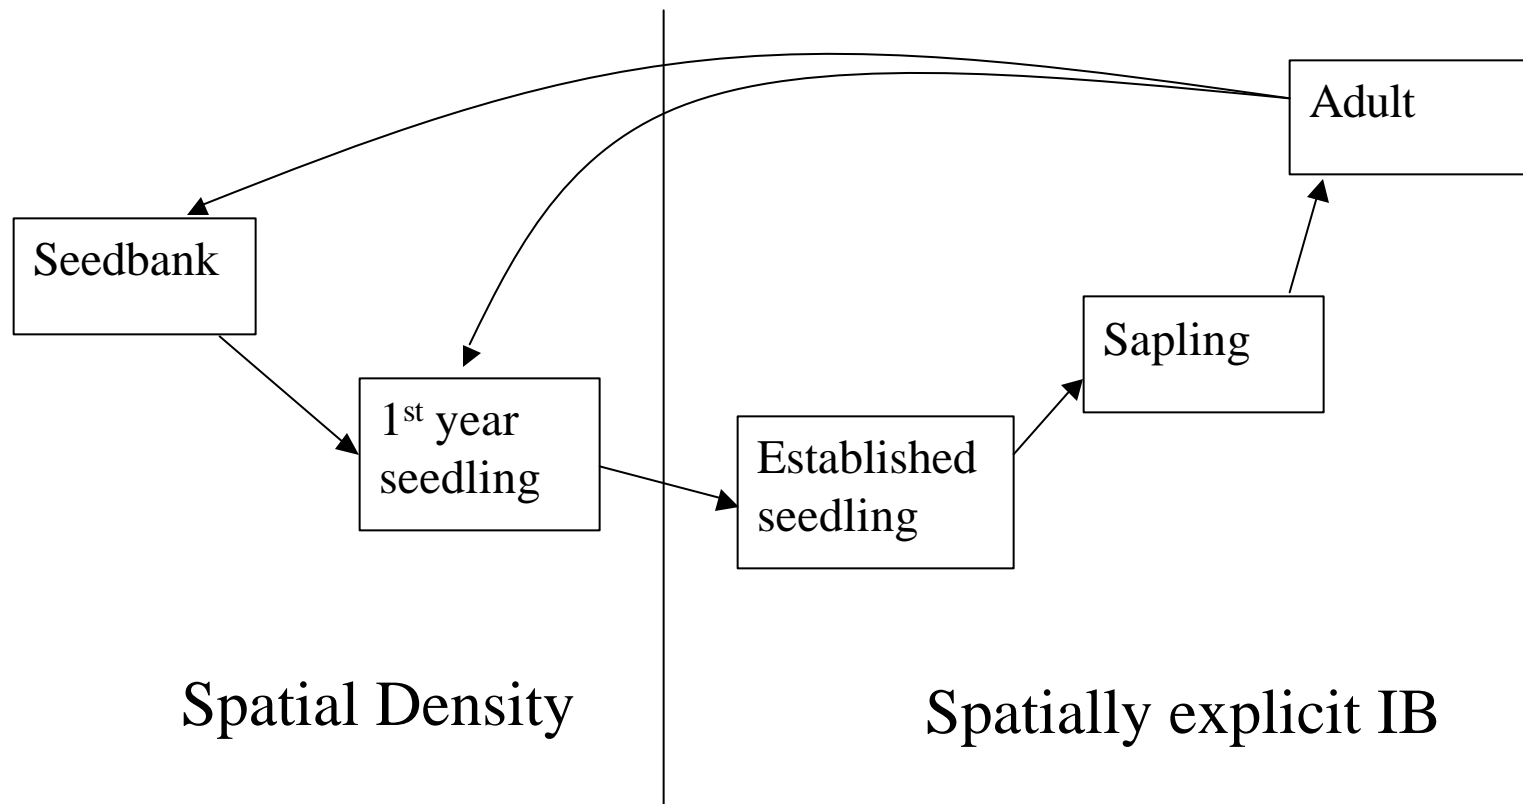 Adult
Seedbank
Sapling
1st year
seedling
Established
seedling
Spatial Density
Spatially explicit IB